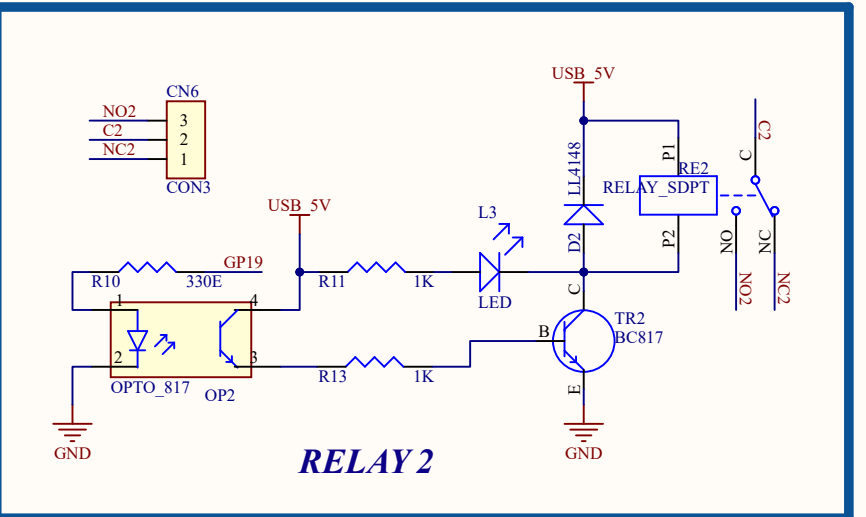 USB_5V
CN6
NO2
3
C2
2
NC2
1
CON3
LL4148
P1
C2
C
RE2
RELAY_SDPT
USB_5V
L3
D2
P2
NO
NC
GP19
R10
330E
R11
1K
LED
NO2
NC2
1
4
C
TR2
BC817
B
2
3
R13
1K
E
OPTO_817
OP2
GND
GND
RELAY 2